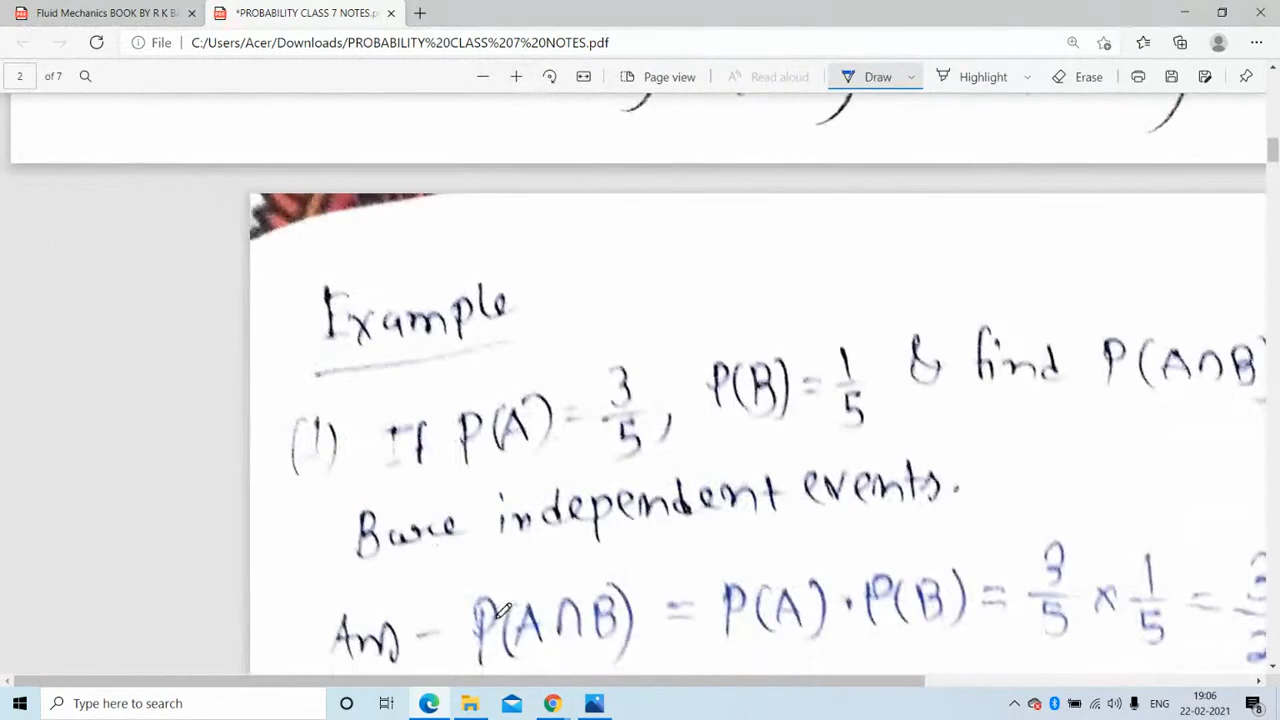 Fluid Mechanics BOOK BY R K B
*PROBABILITY CLASS 7 NOTES.p
File C:/Users/Acer/Downloads/PROBABILITY%20CLASS%207%20NOTES.pdf
2 of 7 Page view Read aloud Draw Highlight Erase
Example
(1) If P(A) = 3/5, P(B) = 1/5 & find P(A∩B)
B are independent events.
Ans – P(A∩B) = P(A) · P(B) = 3/5 × 1/5 =
Type here to search
ENG
19:06
22-02-2021
8